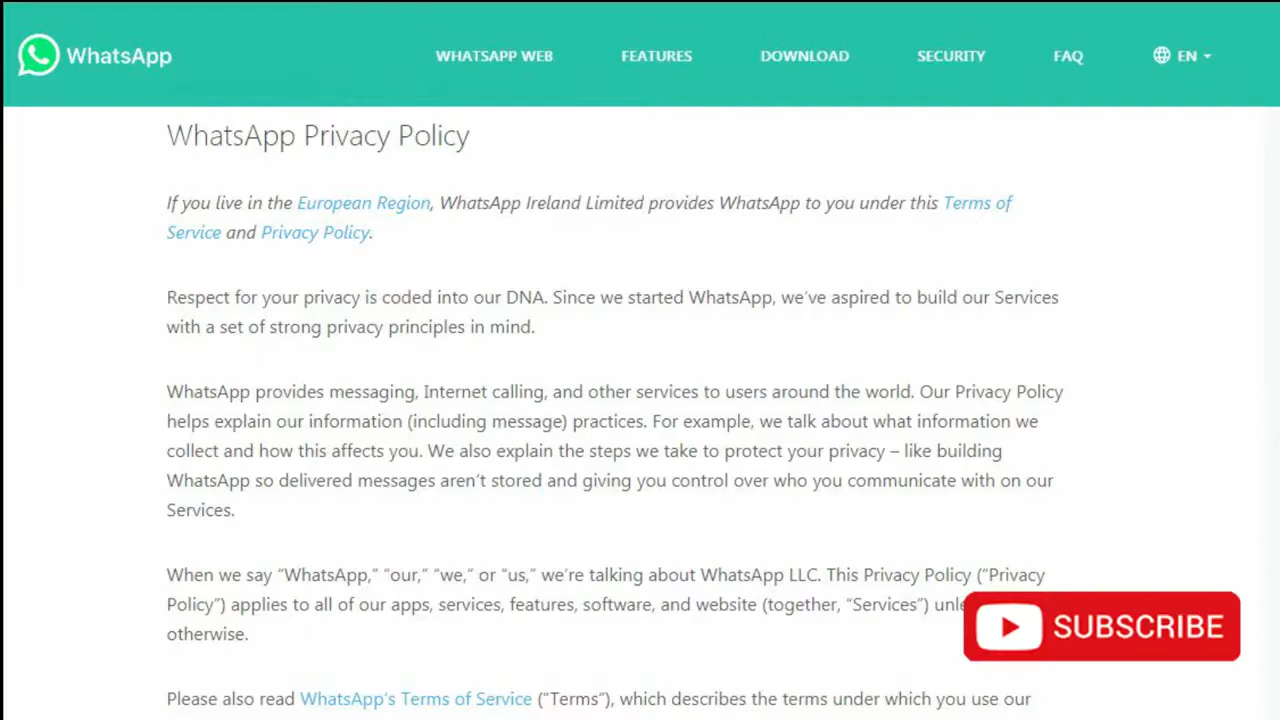 WhatsApp
WHATSAPP WEB FEATURES DOWNLOAD SECURITY FAQ EN
WhatsApp Privacy Policy
If you live in the European Region, WhatsApp Ireland Limited provides WhatsApp to you under this Terms of
Service and Privacy Policy.
Respect for your privacy is coded into our DNA. Since we started WhatsApp, we’ve aspired to build our Services
with a set of strong privacy principles in mind.
WhatsApp provides messaging, Internet calling, and other services to users around the world. Our Privacy Policy
helps explain our information (including message) practices. For example, we talk about what information we
collect and how this affects you. We also explain the steps we take to protect your privacy – like building
WhatsApp so delivered messages aren’t stored and giving you control over who you communicate with on our
Services.
When we say “WhatsApp,” “our,” “we,” or “us,” we’re talking about WhatsApp LLC. This Privacy Policy (“Privacy
Policy”) applies to all of our apps, services, features, software, and website (together, “Services”)
otherwise.
SUBSCRIBE
Please also read WhatsApp’s Terms of Service (“Terms”), which describes the terms under which you use our